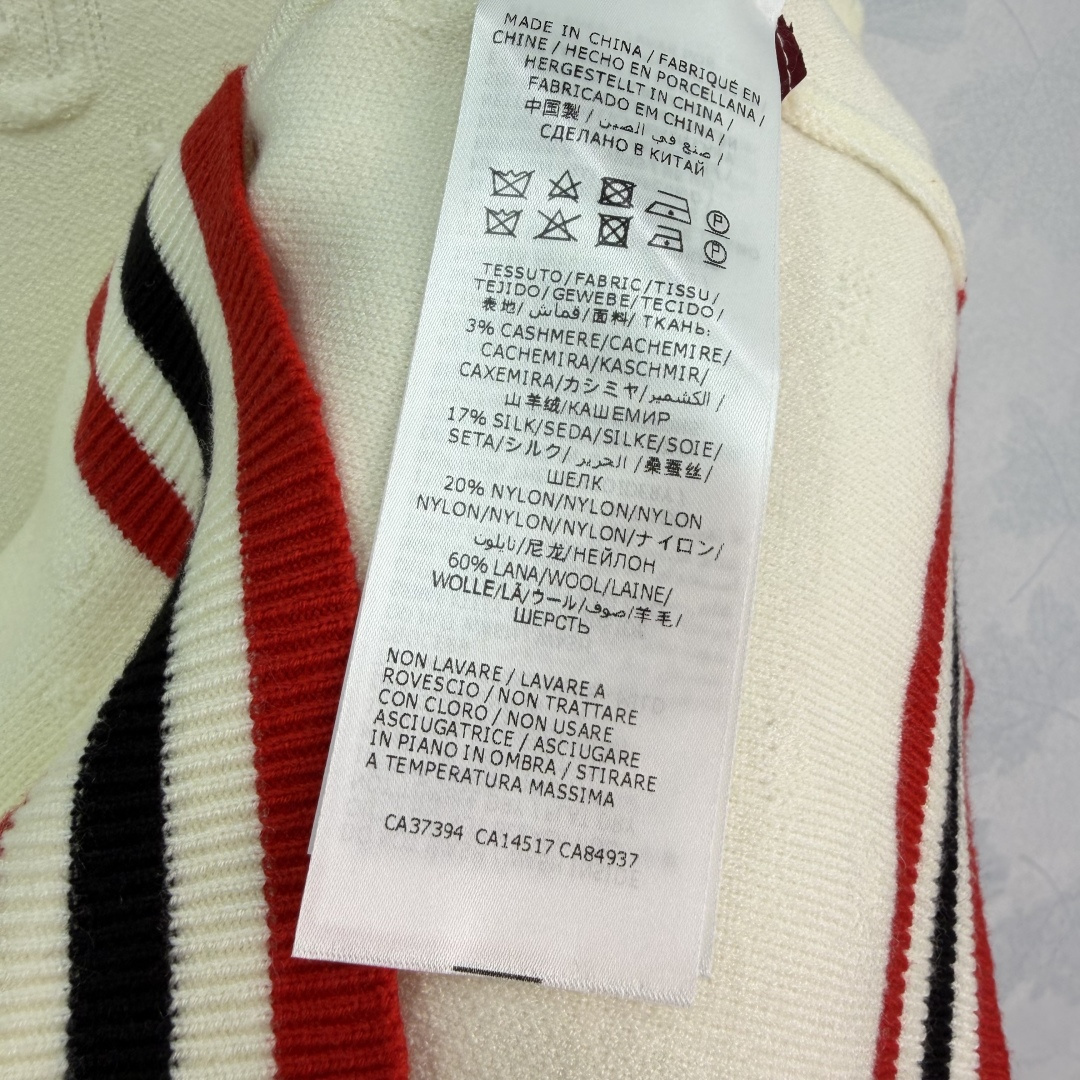 MADE IN CHINA / FABRIQUÉ EN
CHINE / HECHO EN PORCELLANA /
HERGESTELLT IN CHINA /
FABRICADO EM CHINA /
中国製 / صنع في الصين /
СДЕЛАНО В КИТАЙ
P
P
TESSUTO/FABRIC/TISSU/
TEJIDO/GEWEBE/TECIDO/
表地/قماش/面料/ТКАНЬ:
3% CASHMERE/CACHEMIRE/
CACHEMIRA/KASCHMIR/
CAXEMIRA/カシミヤ/الكشمير/
山羊绒/КАШЕМИР
17% SILK/SEDA/SILKE/SOIE/
SETA/シルク/الحرير/桑蚕丝/
ШЕЛК
20% NYLON/NYLON/NYLON
NYLON/NYLON/NYLON/ナイロン/
نايلون/尼龙/НЕЙЛОН
60% LANA/WOOL/LAINE/
WOLLE/LÃ/ウール/صوف/羊毛/
ШЕРСТЬ
NON LAVARE / LAVARE A
ROVESCIO / NON TRATTARE
CON CLORO / NON USARE
ASCIUGATRICE / ASCIUGARE
IN PIANO IN OMBRA / STIRARE
A TEMPERATURA MASSIMA
CA37394 CA14517 CA84937